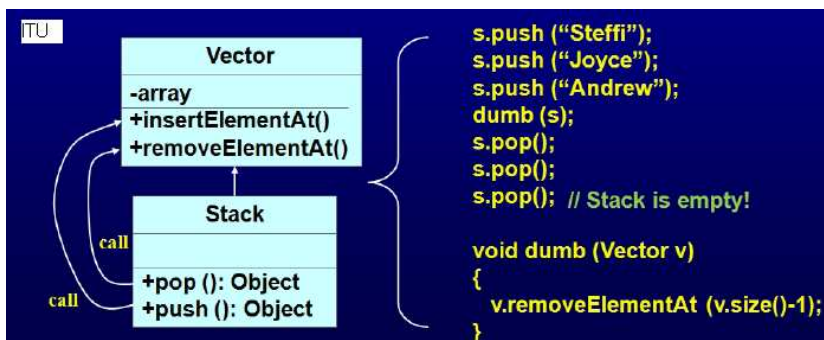 ITU
Vector
-array
+insertElementAt()
+removeElementAt()
Stack
call
+pop (): Object
call
+push (): Object
s.push (“Steffi”);
s.push (“Joyce”);
s.push (“Andrew”);
dumb (s);
s.pop();
s.pop();
s.pop(); // Stack is empty!
void dumb (Vector v)
{
v.removeElementAt (v.size()-1);
}